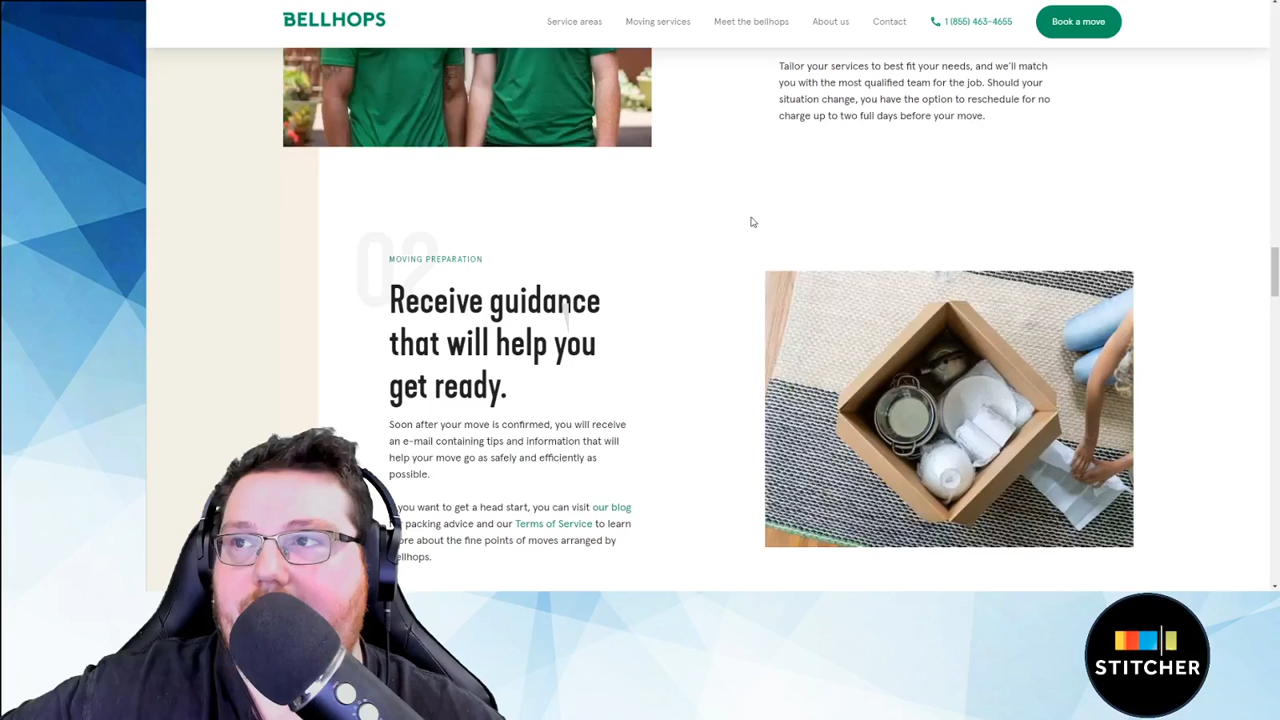 BELLHOPS
Service areas
Moving services
Meet the bellhops
About us
Contact
1 (855) 463-4655
Book a move
Tailor your services to best fit your needs, and we'll match
you with the most qualified team for the job. Should your
situation change, you have the option to reschedule for no
charge up to two full days before your move.
02
MOVING PREPARATION
Receive guidance
that will help you
get ready.
Soon after your move is confirmed, you will receive
an e-mail containing tips and information that will
help your move go as safely and efficiently as
possible.
you want to get a head start, you can visit our blog
packing advice and our Terms of Service to learn
ore about the fine points of moves arranged by
ellhops.
STITCHER